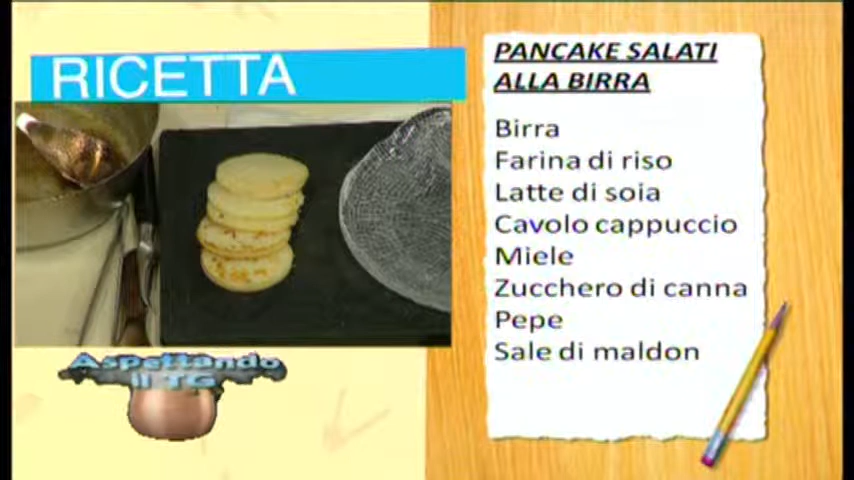 RICETTA
PANCAKE SALATI
ALLA BIRRA
Birra
Farina di riso
Latte di soia
Cavolo cappuccio
Miele
Zucchero di canna
Pepe
Sale di maldon
Aspettando
il TG